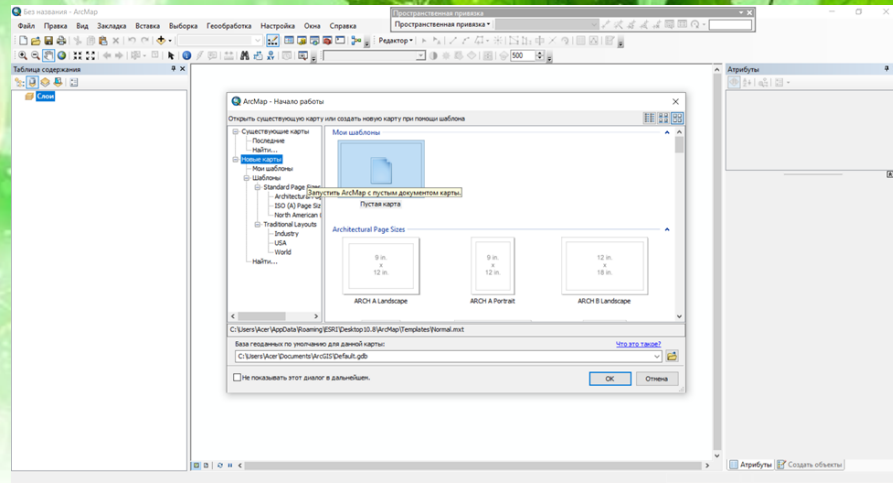 Без названия - ArcMap
Пространственная привязка
Файл Правка Вид Закладка Вставка Выборка Геообработка Настройка Окна Справка
Пространственная привязка
Редактор
500
Таблица содержания
Слои
Атрибуты
ArcMap - Начало работы
Открыть существующую карту или создать новую карту при помощи шаблона
Существующие карты
Последние
Найти...
Новые карты
Мои шаблоны
Шаблоны
Standard Page Sizes
Architectural Pag
ISO (A) Page Siz
North American (
Traditional Layouts
Industry
USA
World
Найти...
Мои шаблоны
Запустить ArcMap с пустым документом карты.
Пустая карта
Architectural Page Sizes
9 in.
x
12 in.
9 in.
x
12 in.
12 in.
x
18 in.
ARCH A Landscape
ARCH A Portrait
ARCH B Landscape
C:\Users\Acer\AppData\Roaming\ESRI\Desktop10.8\ArcMap\Templates\Normal.mxt
База геоданных по умолчанию для данной карты:
Что это такое?
C:\Users\Acer\Documents\ArcGIS\Default.gdb
Не показывать этот диалог в дальнейшем.
OK
Отмена
Атрибуты
Создать объекты